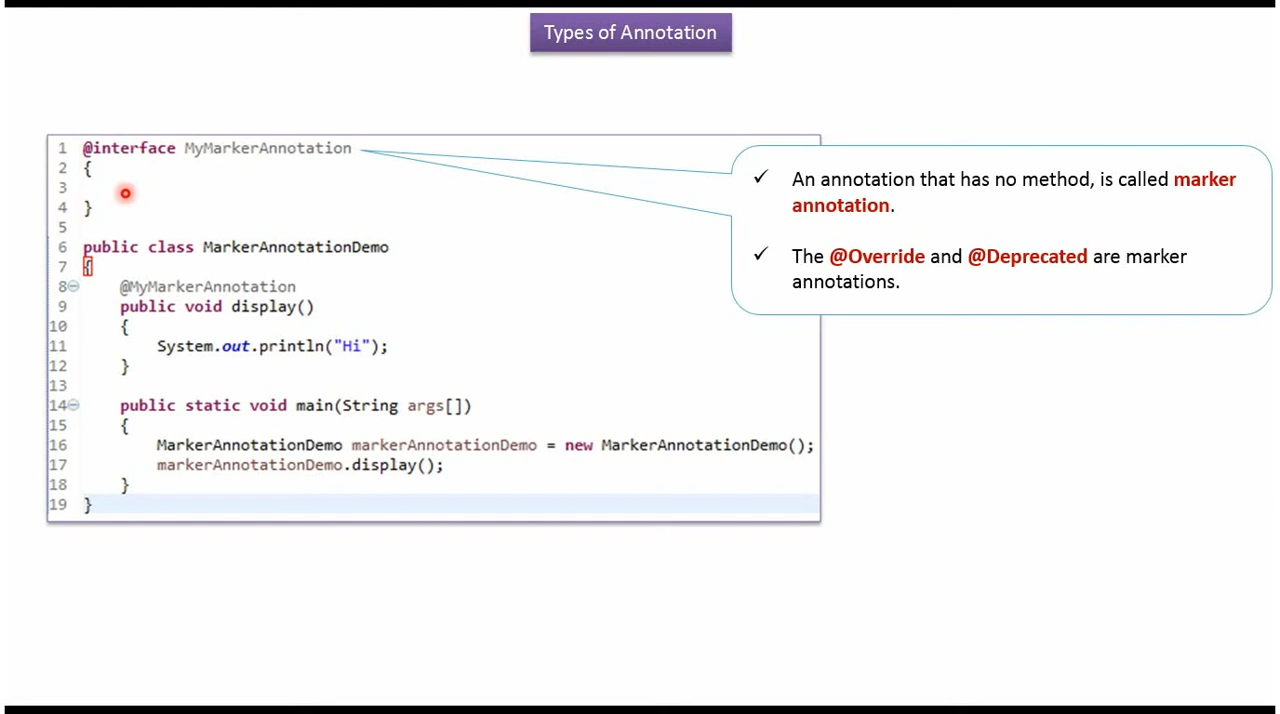 Types of Annotation
1 @interface MyMarkerAnnotation
2 {
3
4 }
5
6 public class MarkerAnnotationDemo
7 {
8 @MyMarkerAnnotation
9 public void display()
10 {
11 System.out.println("Hi");
12 }
13
14 public static void main(String args[])
15 {
16 MarkerAnnotationDemo markerAnnotationDemo = new MarkerAnnotationDemo();
17 markerAnnotationDemo.display();
18 }
19 }
✓ An annotation that has no method, is called marker
annotation.
✓ The @Override and @Deprecated are marker
annotations.